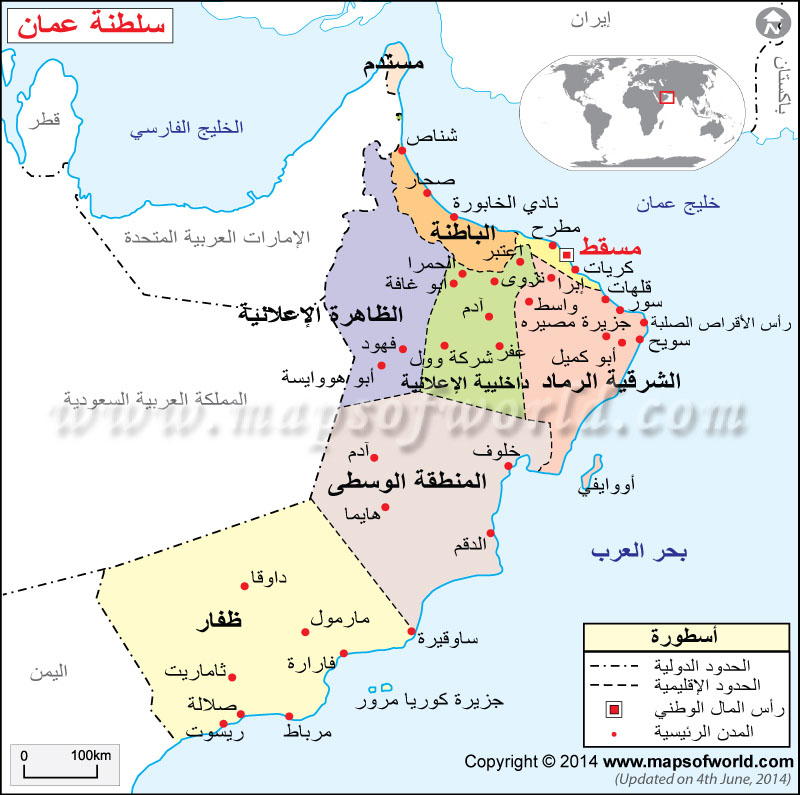 سلطنة عمان
إيران
باكستان
مستدم
قطر
الخليج الفارسي
شناص
صحار
نادي الخابورة
خليج عمان
الإمارات العربية المتحدة
الباطنة
مطرح
مسقط
اعتبر
كريات
الحمرا
ابو غافة
نزوى
إبرا
قلهات
الظاهرة الإعلانية
آدم
واسط
سور
جزيرة مصيره
رأس الأقراص الصلبة
فهود
شركة وول
عفر
أبو كميل
سويح
أبو هووايسة
داخليية الإعلانية
الشرقية الرماد
المملكة العربية السعودية
www.mapsofworld.com
آدم
خلوف
المنطقة الوسطى
أووايفي
هايما
الدقم
بحر العرب
داوقا
ظفار
مارمول
ساوقيرة
فارارة
اليمن
ثاماريت
صلالة
جزيرة كوريا مرور
ريسوت
مرباط
أسطورة
الحدود الدولية
الحدود الإقليمية
رأس المال الوطني
المدن الرئيسية
0 100km
Copyright © 2014 www.mapsofworld.com
(Updated on 4th June, 2014)